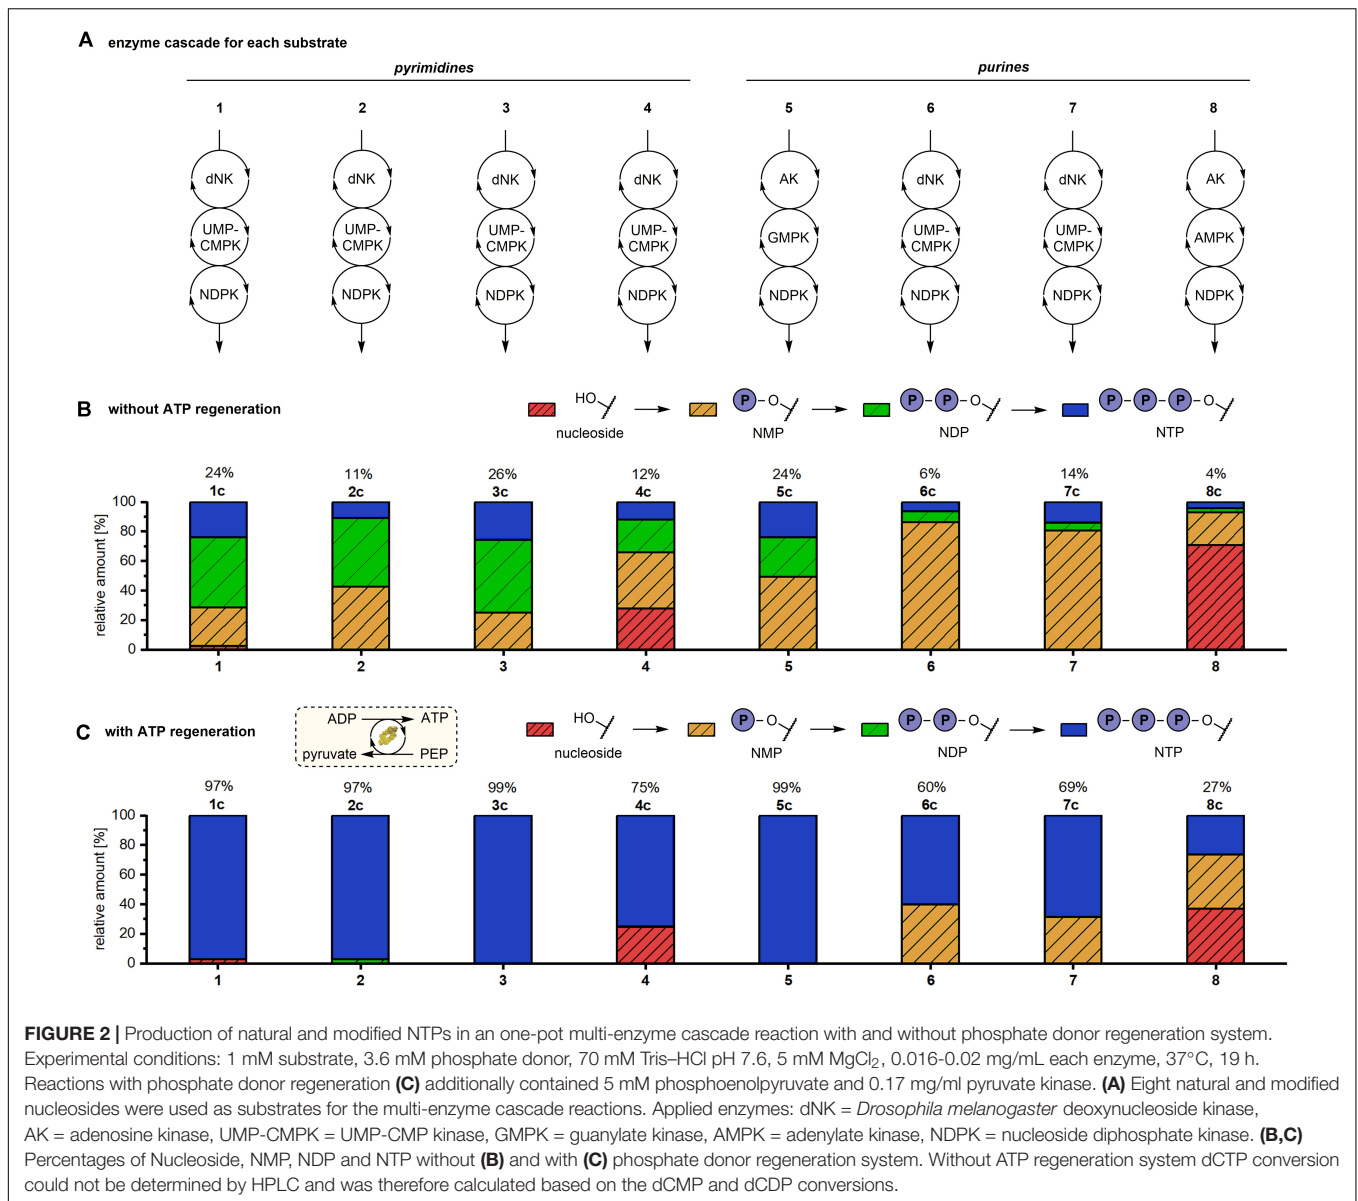 A enzyme cascade for each substrate
pyrimidines purines
1 2 3 4 5 6 7 8
dNK dNK dNK dNK AK dNK dNK AK
UMP-CMPK UMP-CMPK UMP-CMPK UMP-CMPK GMPK UMP-CMPK UMP-CMPK AMPK
NDPK NDPK NDPK NDPK NDPK NDPK NDPK NDPK
B without ATP regeneration
HO P-O P-P-O P-P-P-O
nucleoside NMP NDP NTP
24% 11% 26% 12% 24% 6% 14% 4%
1c 2c 3c 4c 5c 6c 7c 8c
relative amount [%]
100
80
60
40
20
0
1 2 3 4 5 6 7 8
C with ATP regeneration
ADP ATP
pyruvate PEP
HO P-O P-P-O P-P-P-O
nucleoside NMP NDP NTP
97% 97% 99% 75% 99% 60% 69% 27%
1c 2c 3c 4c 5c 6c 7c 8c
relative amount [%]
100
80
60
40
20
0
1 2 3 4 5 6 7 8
FIGURE 2 | Production of natural and modified NTPs in an one-pot multi-enzyme cascade reaction with and without phosphate donor regeneration system.
Experimental conditions: 1 mM substrate, 3.6 mM phosphate donor, 70 mM Tris–HCl pH 7.6, 5 mM MgCl2, 0.016-0.02 mg/mL each enzyme, 37°C, 19 h.
Reactions with phosphate donor regeneration (C) additionally contained 5 mM phosphoenolpyruvate and 0.17 mg/ml pyruvate kinase. (A) Eight natural and modified
nucleosides were used as substrates for the multi-enzyme cascade reactions. Applied enzymes: dNK = Drosophila melanogaster deoxynucleoside kinase,
AK = adenosine kinase, UMP-CMPK = UMP-CMP kinase, GMPK = guanylate kinase, AMPK = adenylate kinase, NDPK = nucleoside diphosphate kinase. (B,C)
Percentages of Nucleoside, NMP, NDP and NTP without (B) and with (C) phosphate donor regeneration system. Without ATP regeneration system dCTP conversion
could not be determined by HPLC and was therefore calculated based on the dCMP and dCDP conversions.